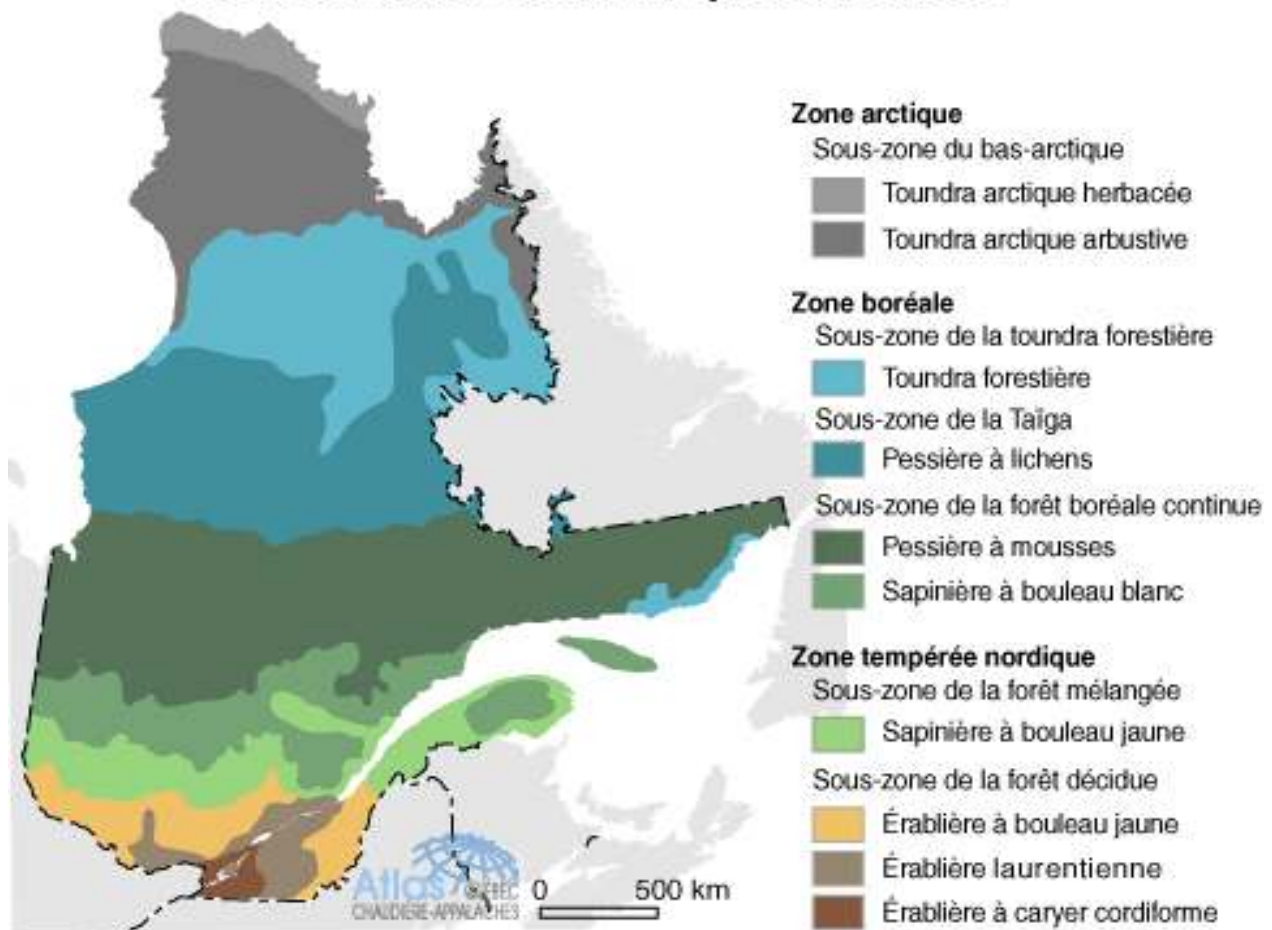 Zone arctique
Sous-zone du bas-arctique
Toundra arctique herbacée
Toundra arctique arbustive
Zone boréale
Sous-zone de la toundra forestière
Toundra forestière
Sous-zone de la Taïga
Pessière à lichens
Sous-zone de la forêt boréale continue
Pessière à mousses
Sapinière à bouleau blanc
Zone tempérée nordique
Sous-zone de la forêt mélangée
Sapinière à bouleau jaune
Sous-zone de la forêt décidue
Érablière à bouleau jaune
Érablière laurentienne
Érablière à caryer cordiforme
Atlas QUÉBEC
CHAUDIÈRE-APPALACHES
0 500 km